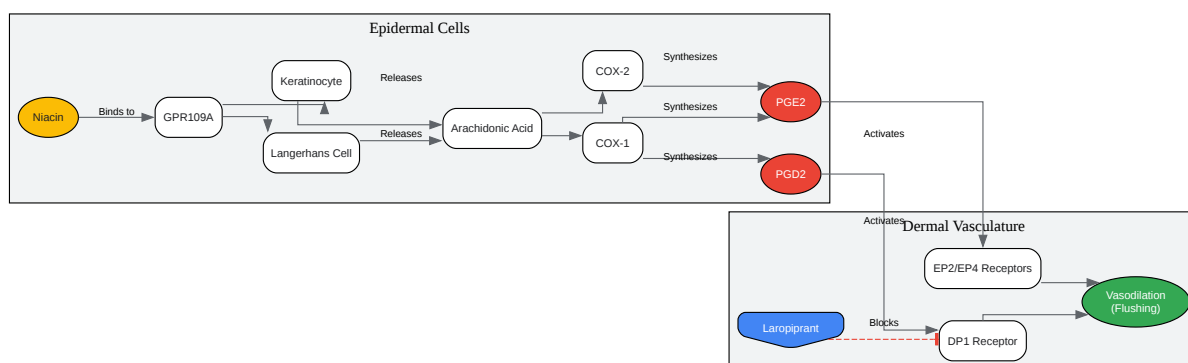 Epidermal Cells
Niacin
Binds to
GPR109A
Keratinocyte
Langerhans Cell
Releases
Releases
Arachidonic Acid
COX-2
COX-1
Synthesizes
Synthesizes
Synthesizes
PGE2
PGD2
Activates
Activates
Dermal Vasculature
EP2/EP4 Receptors
Laropiprant
Blocks
DP1 Receptor
Vasodilation
(Flushing)